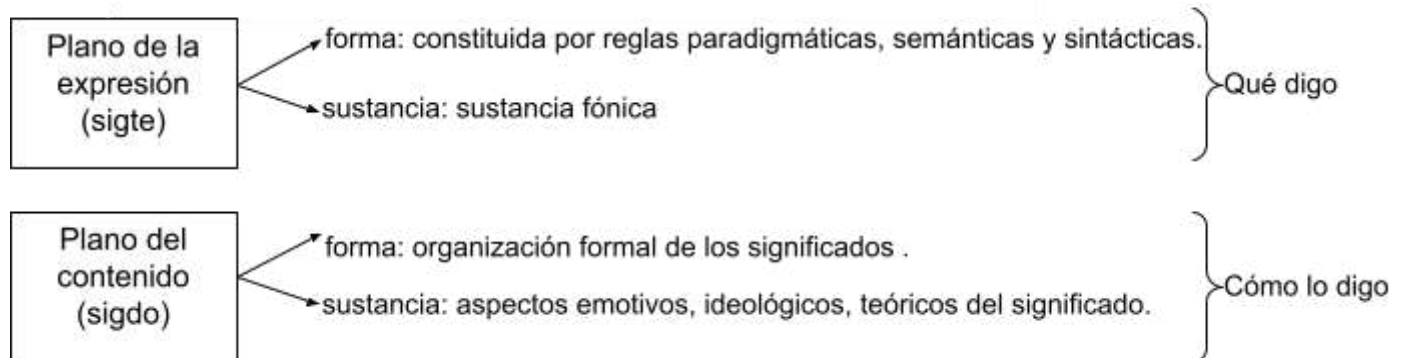 Plano de la
expresión
(sigte)
forma: constituida por reglas paradigmáticas, semánticas y sintácticas.
sustancia: sustancia fónica
Qué digo
Plano del
contenido
(sigdo)
forma: organización formal de los significados .
sustancia: aspectos emotivos, ideológicos, teóricos del significado.
Cómo lo digo